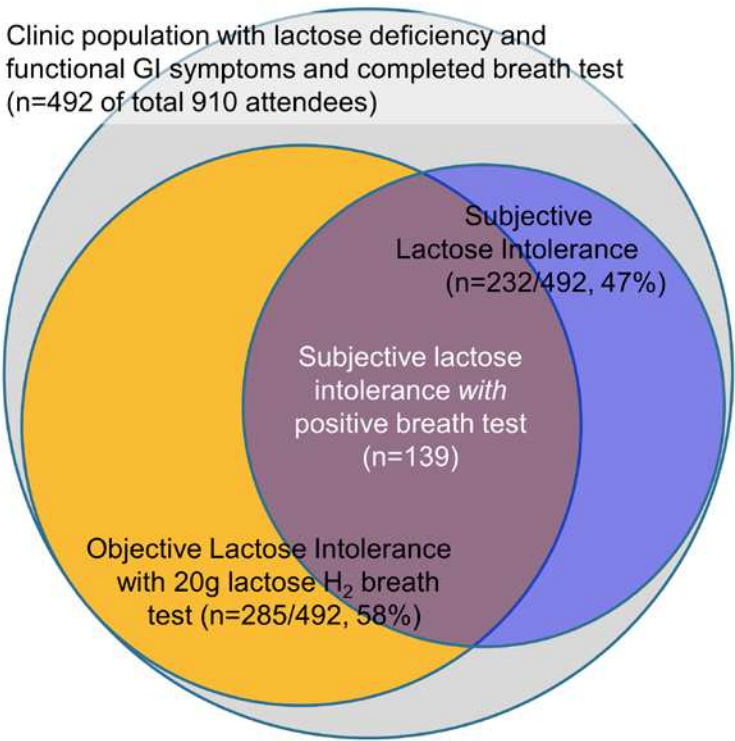 Clinic population with lactose deficiency and
functional GI symptoms and completed breath test
(n=492 of total 910 attendees)
Subjective
Lactose Intolerance
(n=232/492, 47%)
Subjective lactose
intolerance with
positive breath test
(n=139)
Objective Lactose Intolerance
with 20g lactose H₂ breath
test (n=285/492, 58%)